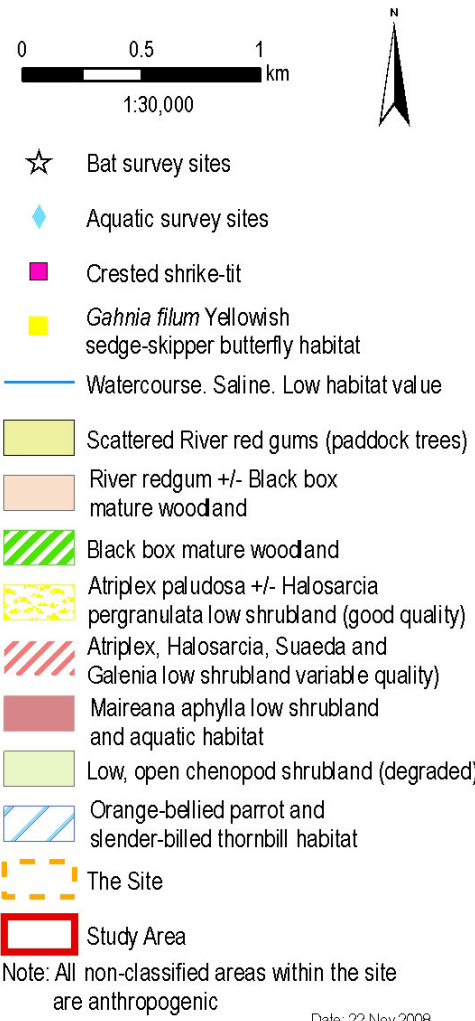 N
0 0.5 1
km
1:30,000
Bat survey sites
Aquatic survey sites
Crested shrike-tit
Gahnia filum Yellowish
sedge-skipper butterfly habitat
Watercourse. Saline. Low habitat value
Scattered River red gums (paddock trees)
River redgum +/- Black box
mature woodland
Black box mature woodland
Atriplex paludosa +/- Halosarcia
pergranulata low shrubland (good quality)
Atriplex, Halosarcia, Suaeda and
Galenia low shrubland variable quality)
Maireana aphylla low shrubland
and aquatic habitat
Low, open chenopod shrubland (degraded)
Orange-bellied parrot and
slender-billed thornbill habitat
The Site
Study Area
Note: All non-classified areas within the site
are anthropogenic
Date: 22 Nov 2008